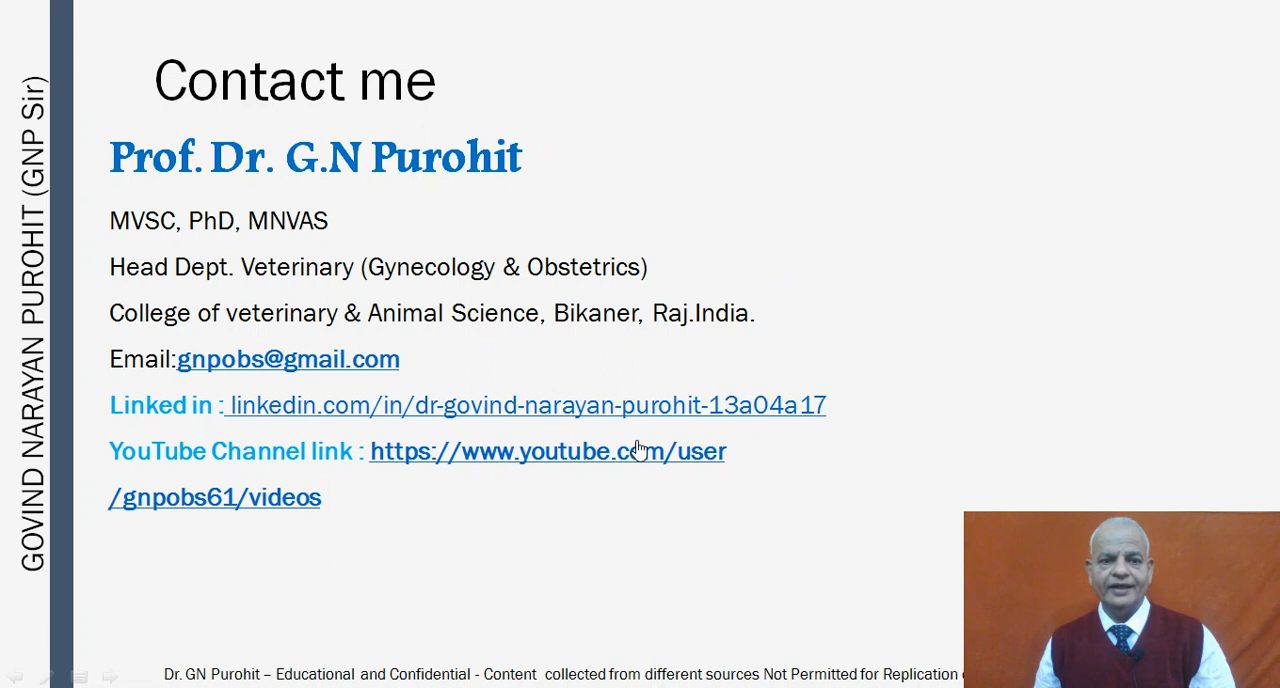 GOVIND NARAYAN PUROHIT (GNP Sir)
Contact me
Prof. Dr. G.N Purohit
MVSC, PhD, MNVAS
Head Dept. Veterinary (Gynecology & Obstetrics)
College of veterinary & Animal Science, Bikaner, Raj.India.
Email:gnpobs@gmail.com
Linked in : linkedin.com/in/dr-govind-narayan-purohit-13a04a17
YouTube Channel link : https://www.youtube.com/user
/gnpobs61/videos
Dr. GN Purohit – Educational and Confidential - Content collected from different sources Not Permitted for Replication